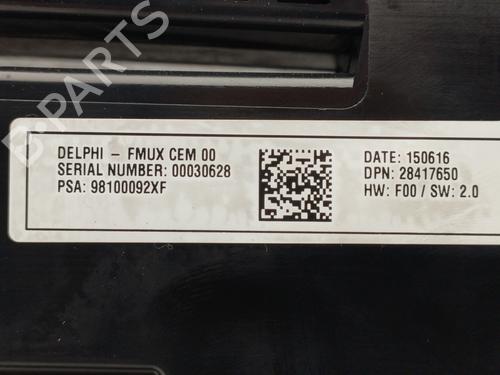 B-PARTS
DELPHI – FMUX CEM 00
SERIAL NUMBER: 00030628
PSA: 98100092XF
DATE: 150616
DPN: 28417650
HW: F00 / SW: 2.0